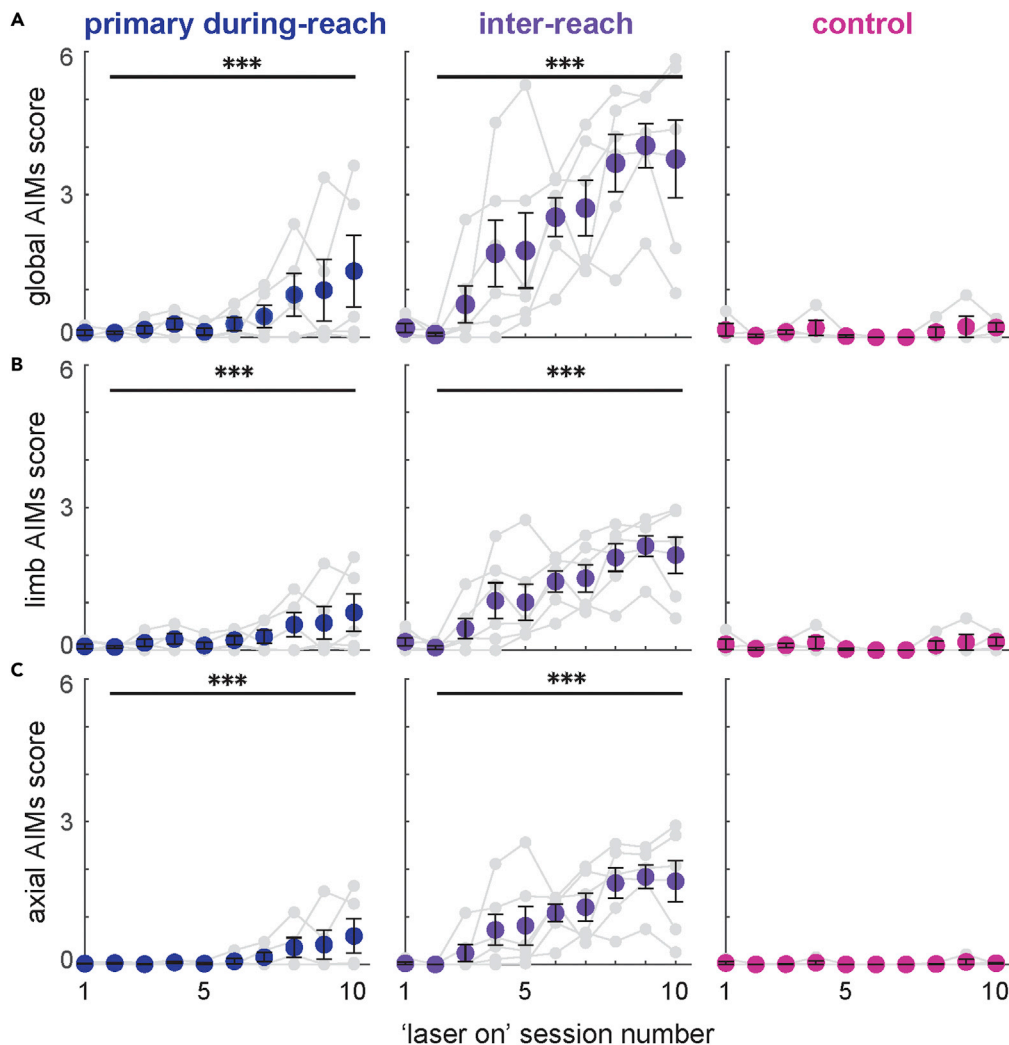 A
primary during-reach
inter-reach
control
global AIMs score
6
3
0
***
***
B
limb AIMs score
6
3
0
***
***
C
axial AIMs score
6
3
0
***
***
1 5 10
1 5 10
1 5 10
'laser on' session number